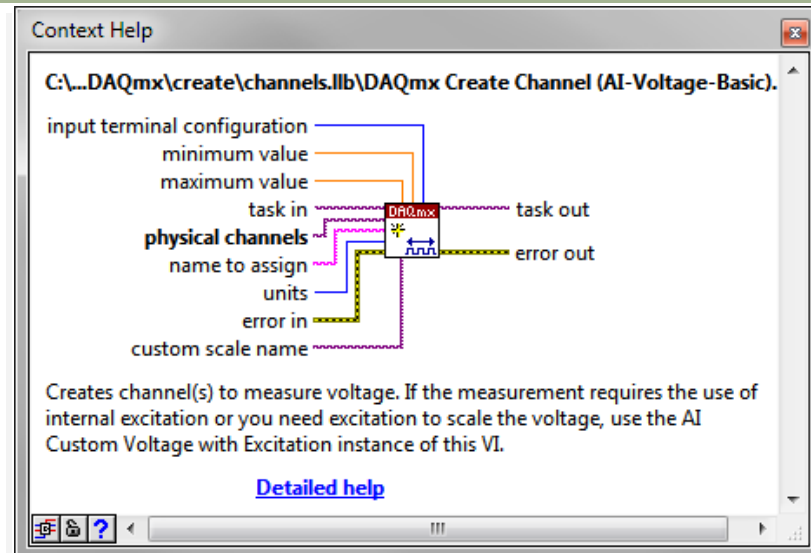 Context Help
C:\...DAQmx\create\channels.llb\DAQmx Create Channel (AI-Voltage-Basic).
input terminal configuration
minimum value
maximum value
task in
physical channels
name to assign
units
error in
custom scale name
DAQmx
task out
error out
Creates channel(s) to measure voltage. If the measurement requires the use of
internal excitation or you need excitation to scale the voltage, use the AI
Custom Voltage with Excitation instance of this VI.
Detailed help